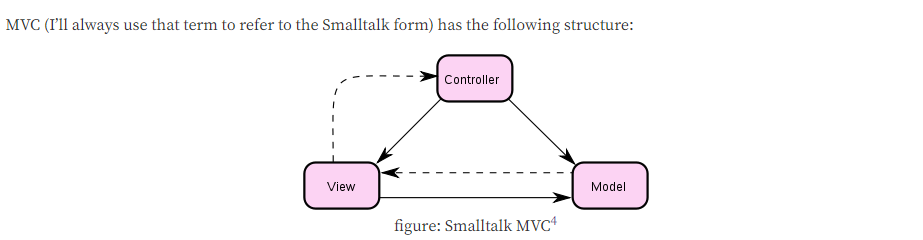 MVC (I’ll always use that term to refer to the Smalltalk form) has the following structure:
Controller
View
Model
figure: Smalltalk MVC⁴